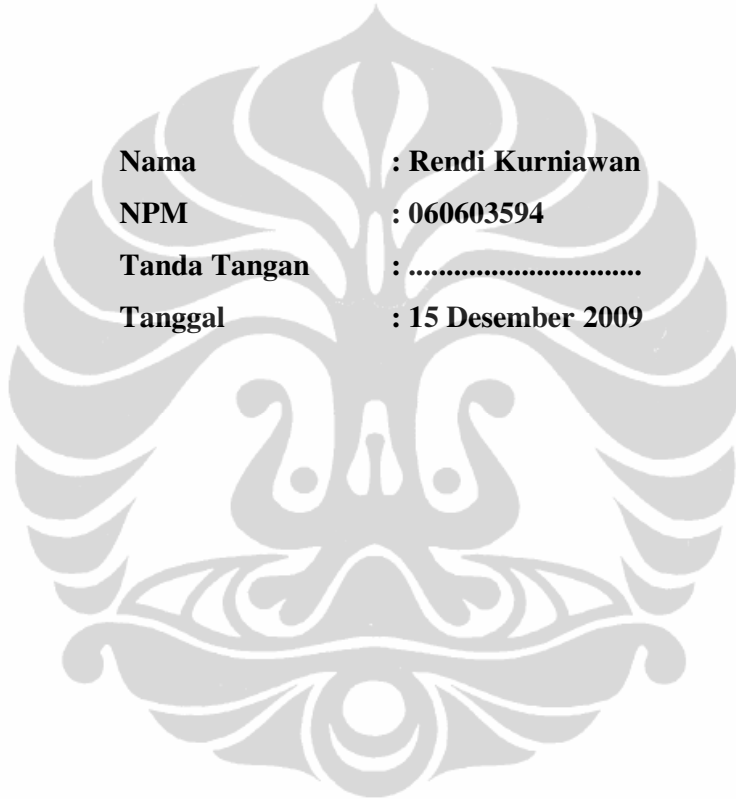 Nama : Rendi Kurniawan
NPM : 060603594
Tanda Tangan : ...............................
Tanggal : 15 Desember 2009